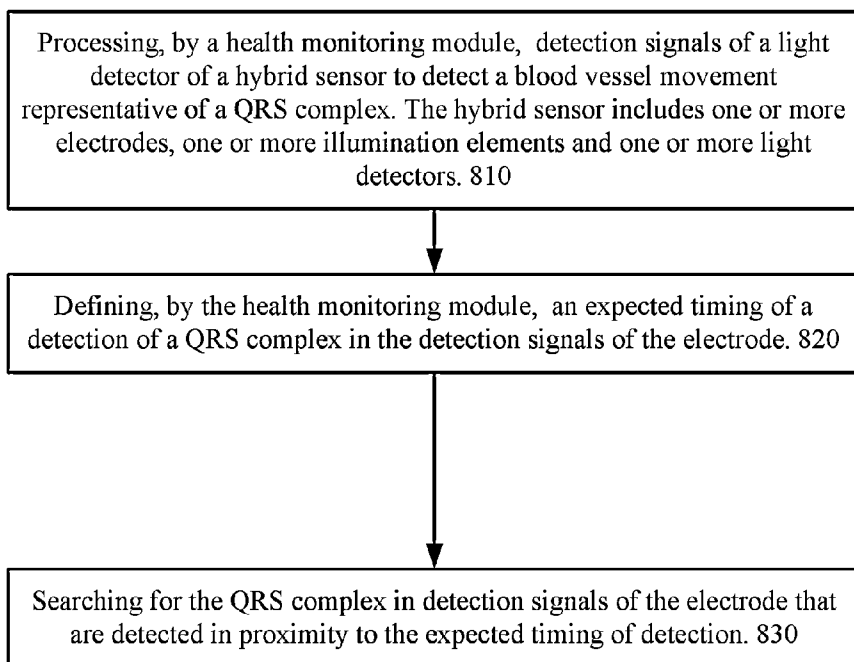 Processing, by a health monitoring module, detection signals of a light
detector of a hybrid sensor to detect a blood vessel movement
representative of a QRS complex. The hybrid sensor includes one or more
electrodes, one or more illumination elements and one or more light
detectors. 810
Defining, by the health monitoring module, an expected timing of a
detection of a QRS complex in the detection signals of the electrode. 820
Searching for the QRS complex in detection signals of the electrode that
are detected in proximity to the expected timing of detection. 830